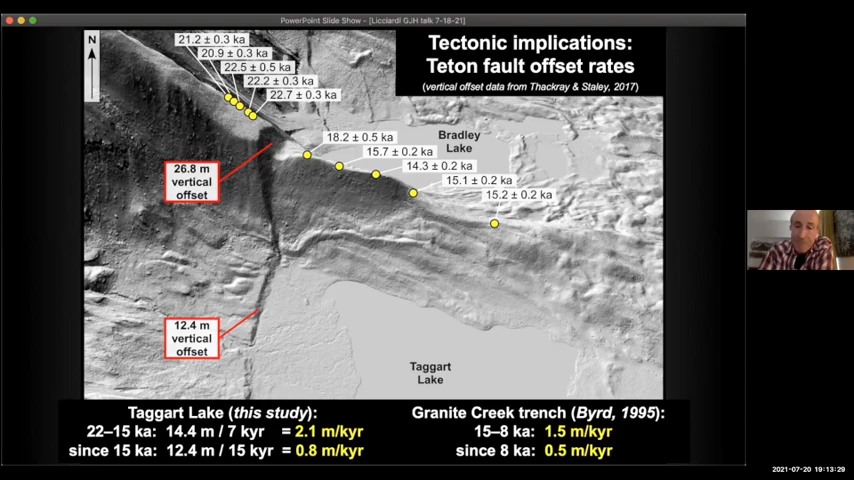 PowerPoint Slide Show - [Licciardi GJH talk 7-18-21]
Tectonic implications:
Teton fault offset rates
(vertical offset data from Thackray & Staley, 2017)
N
21.2 ± 0.3 ka
20.9 ± 0.3 ka
22.5 ± 0.5 ka
22.2 ± 0.3 ka
22.7 ± 0.3 ka
18.2 ± 0.5 ka
15.7 ± 0.2 ka
14.3 ± 0.2 ka
15.1 ± 0.2 ka
15.2 ± 0.2 ka
Bradley
Lake
26.8 m
vertical
offset
12.4 m
vertical
offset
Taggart
Lake
Taggart Lake (this study):
22–15 ka: 14.4 m / 7 kyr = 2.1 m/kyr
since 15 ka: 12.4 m / 15 kyr = 0.8 m/kyr
Granite Creek trench (Byrd, 1995):
15–8 ka: 1.5 m/kyr
since 8 ka: 0.5 m/kyr
2021-07-20 19:13:29